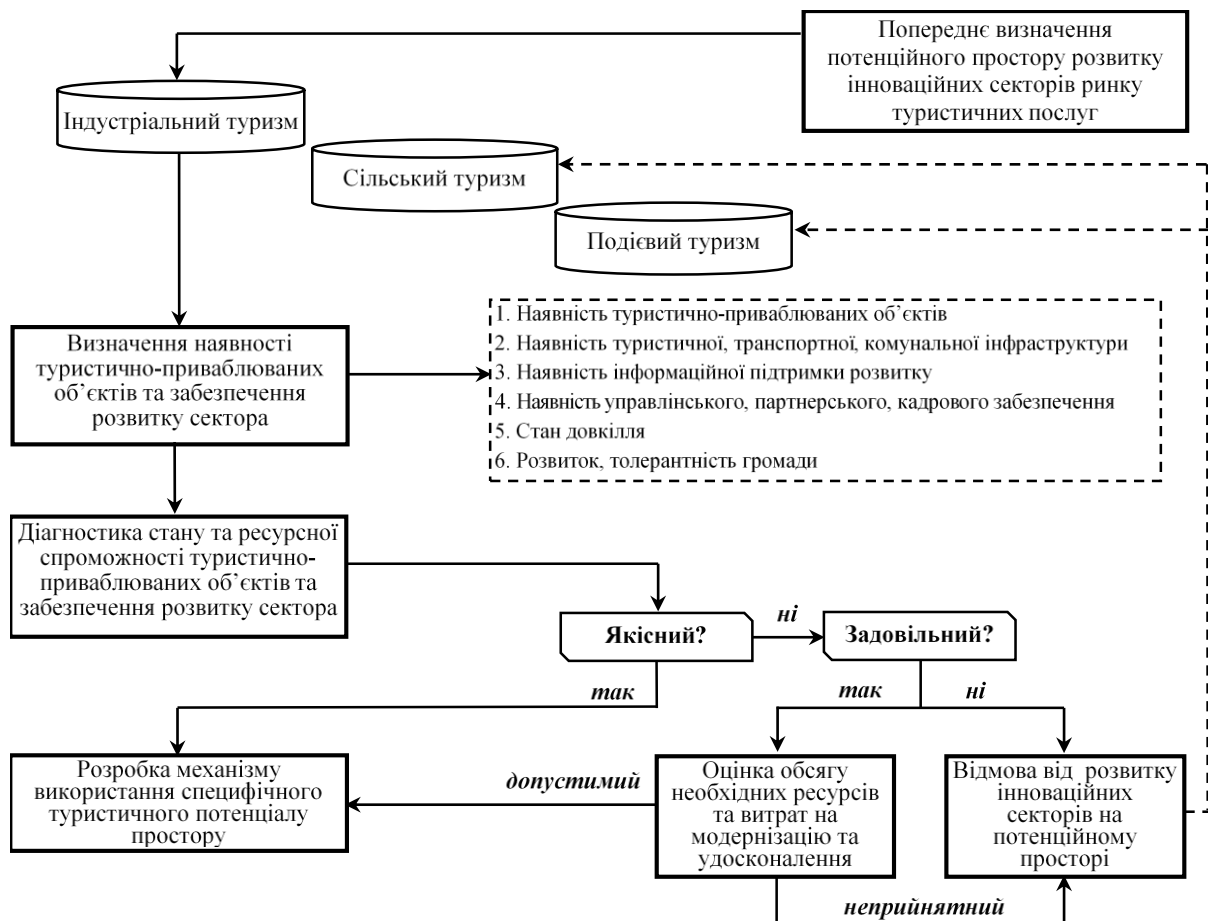 Попереднє визначення
потенційного простору розвитку
інноваційних секторів ринку
туристичних послуг
Індустріальний туризм
Сільський туризм
Подієвий туризм
Визначення наявності
туристично-приваблюваних
об’єктів та забезпечення
розвитку сектора
1. Наявність туристично-приваблюваних об’єктів
2. Наявність туристичної, транспортної, комунальної інфраструктури
3. Наявність інформаційної підтримки розвитку
4. Наявність управлінського, партнерського, кадрового забезпечення
5. Стан довкілля
6. Розвиток, толерантність громади
Діагностика стану та ресурсної
спроможності туристично-
приваблюваних об’єктів та
забезпечення розвитку сектора
Якісний?
ні
Задовільний?
так
так
ні
Розробка механізму
використання специфічного
туристичного потенціалу
простору
допустимий
Оцінка обсягу
необхідних ресурсів
та витрат на
модернізацію та
удосконалення
Відмова від розвитку
інноваційних
секторів на
потенційному
просторі
неприйнятний